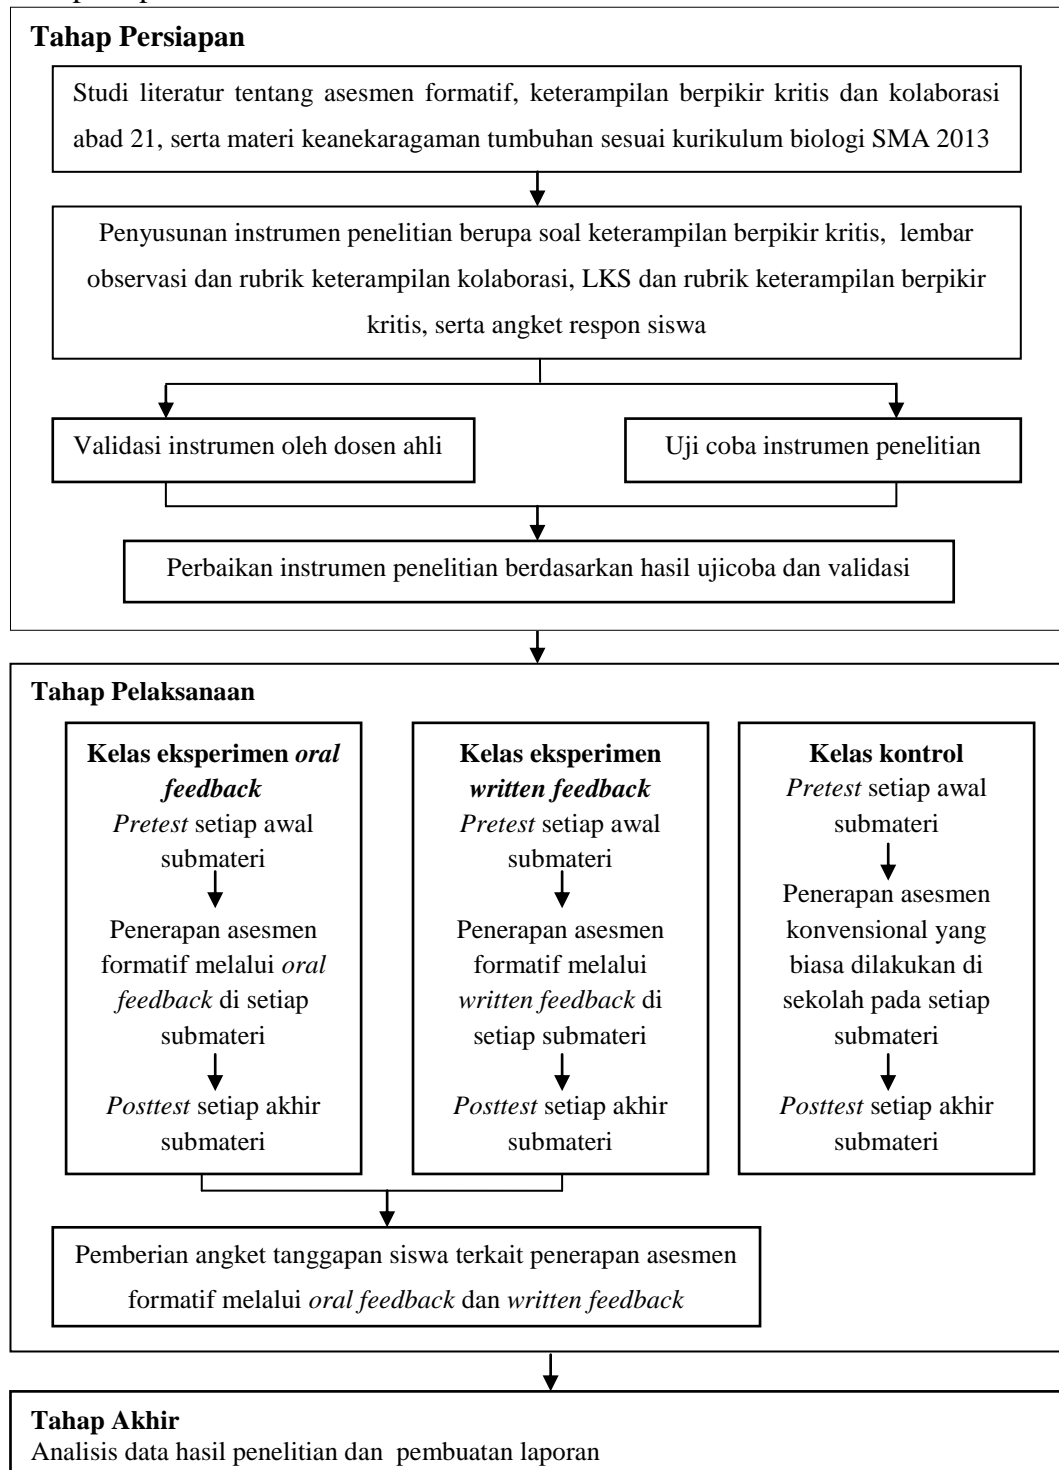 Tahap Persiapan
Studi literatur tentang asesmen formatif, keterampilan berpikir kritis dan kolaborasi
abad 21, serta materi keanekaragaman tumbuhan sesuai kurikulum biologi SMA 2013
Penyusunan instrumen penelitian berupa soal keterampilan berpikir kritis, lembar
observasi dan rubrik keterampilan kolaborasi, LKS dan rubrik keterampilan berpikir
kritis, serta angket respon siswa
Validasi instrumen oleh dosen ahli
Uji coba instrumen penelitian
Perbaikan instrumen penelitian berdasarkan hasil ujicoba dan validasi
Tahap Pelaksanaan
Kelas eksperimen oral
feedback
Pretest setiap awal
submateri
Penerapan asesmen
formatif melalui oral
feedback di setiap
submateri
Posttest setiap akhir
submateri
Kelas eksperimen
written feedback
Pretest setiap awal
submateri
Penerapan asesmen
formatif melalui
written feedback di
setiap submateri
Posttest setiap akhir
submateri
Kelas kontrol
Pretest setiap awal
submateri
Penerapan asesmen
konvensional yang
biasa dilakukan di
sekolah pada setiap
submateri
Posttest setiap akhir
submateri
Pemberian angket tanggapan siswa terkait penerapan asesmen
formatif melalui oral feedback dan written feedback
Tahap Akhir
Analisis data hasil penelitian dan pembuatan laporan